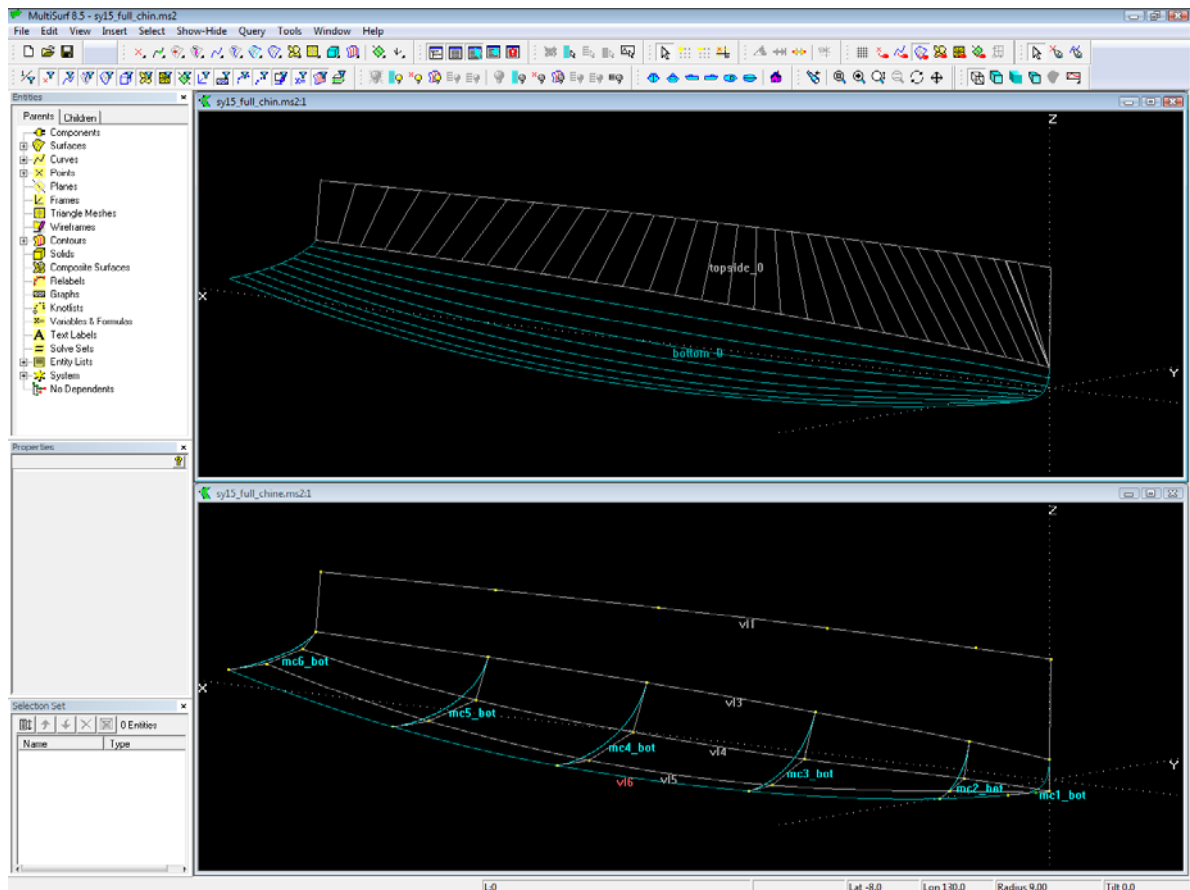 MultiSurf 8.5 - sy15_full_chin.ms2
File Edit View Insert Select Show-Hide Query Tools Window Help
Entities
Parents Children
Components
Surfaces
Curves
Points
Planes
Frames
Triangle Meshes
Wireframes
Contours
Solids
Composite Surfaces
Relabels
Graphs
Knotlists
Variables & Formulas
Text Labels
Solve Sets
Entity Lists
System
No Dependents
Properties
Selection Set
0 Entities
Name Type
sy15_full_chin.ms2:1
Z
topside_0
X
bottom_0
Y
sy15_full_chine.ms2:1
Z
vl1
mc6_bot
X
vl3
mc5_bot
mc4_bot
vl4
Y
mc3_bot
vl5
vl6
mc2_bot
mc1_bot
L:0 Lat -8.0 Lon 130.0 Radius 9.00 Tilt 0.0